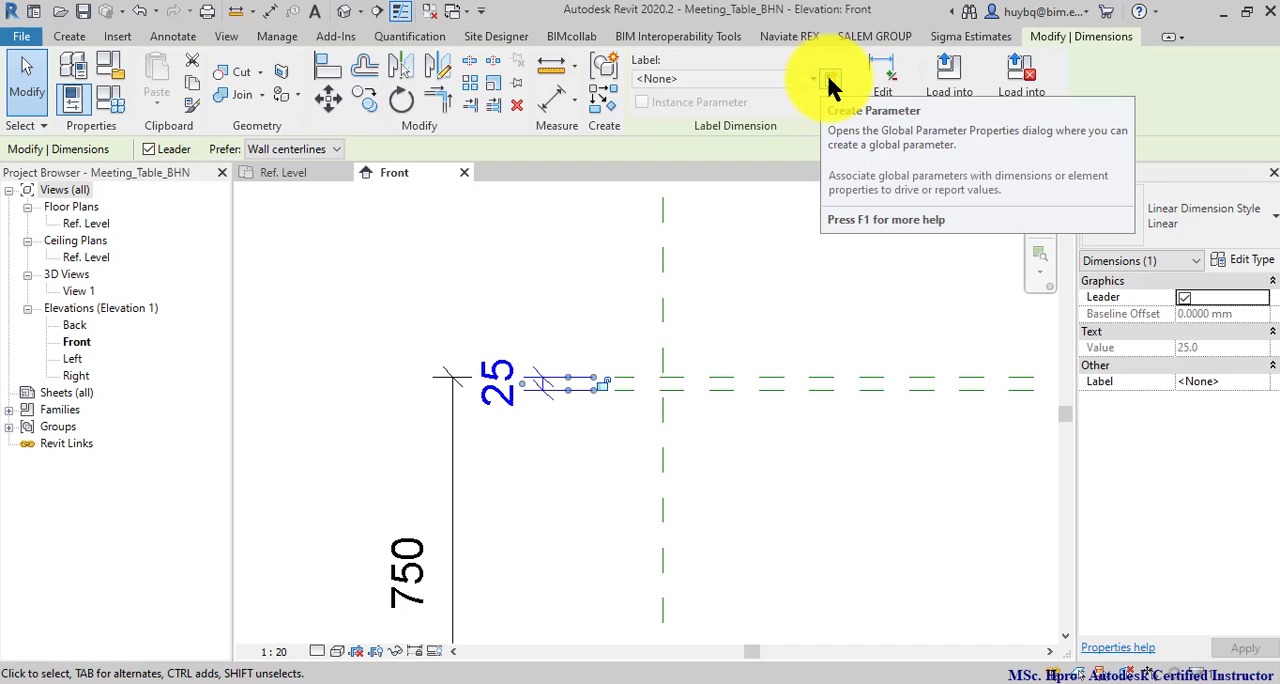 Autodesk Revit 2020.2 - Meeting_Table_BHN - Elevation: Front
huybq@bim.e...
File Create Insert Annotate View Manage Add-Ins Quantification Site Designer BIMcollab BIM Interoperability Tools Naviate REX SALEM GROUP Sigma Estimates Modify | Dimensions
Modify
Paste
Cut
Join
Label:
<None>
Instance Parameter
Edit
Load into
Load into
Select Properties Clipboard Geometry Modify Measure Create Label Dimension
Create Parameter
Opens the Global Parameter Properties dialog where you can
create a global parameter.
Associate global parameters with dimensions or element
properties to drive or report values.
Press F1 for more help
Modify | Dimensions Leader Prefer: Wall centerlines
Project Browser - Meeting_Table_BHN
Ref. Level
Front
Views (all)
Floor Plans
Ref. Level
Ceiling Plans
Ref. Level
3D Views
View 1
Elevations (Elevation 1)
Back
Front
Left
Right
Sheets (all)
Families
Groups
Revit Links
25
750
Linear Dimension Style
Linear
Dimensions (1) Edit Type
Graphics
Leader
Baseline Offset 0.0000 mm
Text
Value 25.0
Other
Label <None>
Properties help Apply
1 : 20
Click to select, TAB for alternates, CTRL adds, SHIFT unselects.
MSc. Hpro - Autodesk Certified Instructor